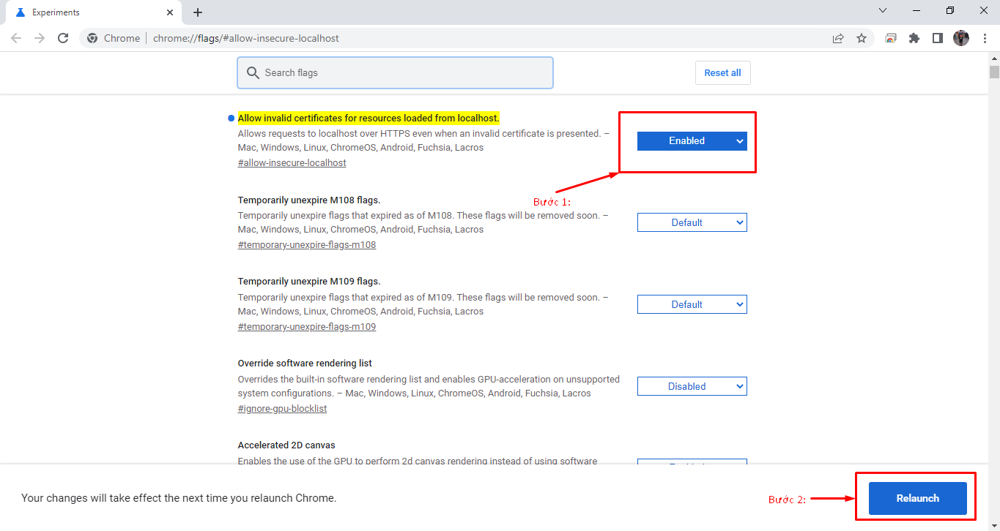 Experiments
Chrome
chrome://flags/#allow-insecure-localhost
Search flags
Reset all
Allow invalid certificates for resources loaded from localhost.
Allows requests to localhost over HTTPS even when an invalid certificate is presented. –
Mac, Windows, Linux, ChromeOS, Android, Fuchsia, Lacros
#allow-insecure-localhost
Enabled
Bước 1:
Temporarily unexpire M108 flags.
Temporarily unexpire flags that expired as of M108. These flags will be removed soon. –
Mac, Windows, Linux, ChromeOS, Android, Fuchsia, Lacros
#temporary-unexpire-flags-m108
Default
Temporarily unexpire M109 flags.
Temporarily unexpire flags that expired as of M109. These flags will be removed soon. –
Mac, Windows, Linux, ChromeOS, Android, Fuchsia, Lacros
#temporary-unexpire-flags-m109
Default
Override software rendering list
Overrides the built-in software rendering list and enables GPU-acceleration on unsupported
system configurations. – Mac, Windows, Linux, ChromeOS, Android, Fuchsia, Lacros
#ignore-gpu-blocklist
Disabled
Accelerated 2D canvas
Enables the use of the GPU to perform 2d canvas rendering instead of using software
Your changes will take effect the next time you relaunch Chrome.
Bước 2:
Relaunch